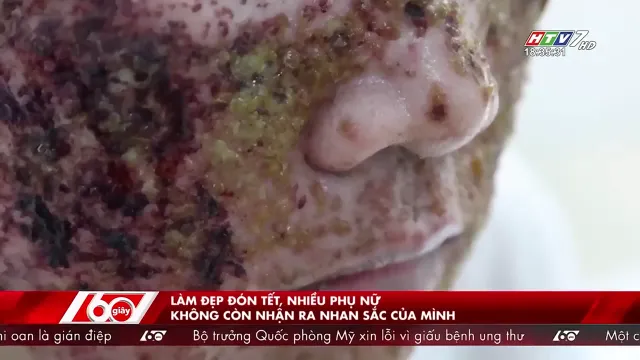 HTV7 HD
18:35:31
60 giây
LÀM ĐẸP ĐÓN TẾT, NHIỀU PHỤ NỮ
KHÔNG CÒN NHẬN RA NHAN SẮC CỦA MÌNH
hi oan là gián điệp 60 Bộ trưởng Quốc phòng Mỹ xin lỗi vì giấu bệnh ung thư 60 Một c